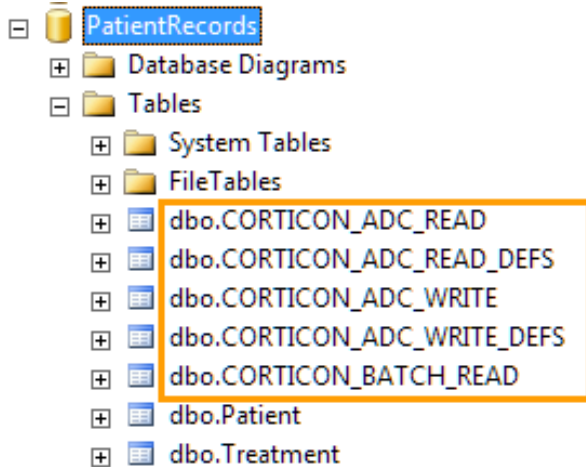 PatientRecords
Database Diagrams
Tables
System Tables
FileTables
dbo.CORTICON_ADC_READ
dbo.CORTICON_ADC_READ_DEFS
dbo.CORTICON_ADC_WRITE
dbo.CORTICON_ADC_WRITE_DEFS
dbo.CORTICON_BATCH_READ
dbo.Patient
dbo.Treatment